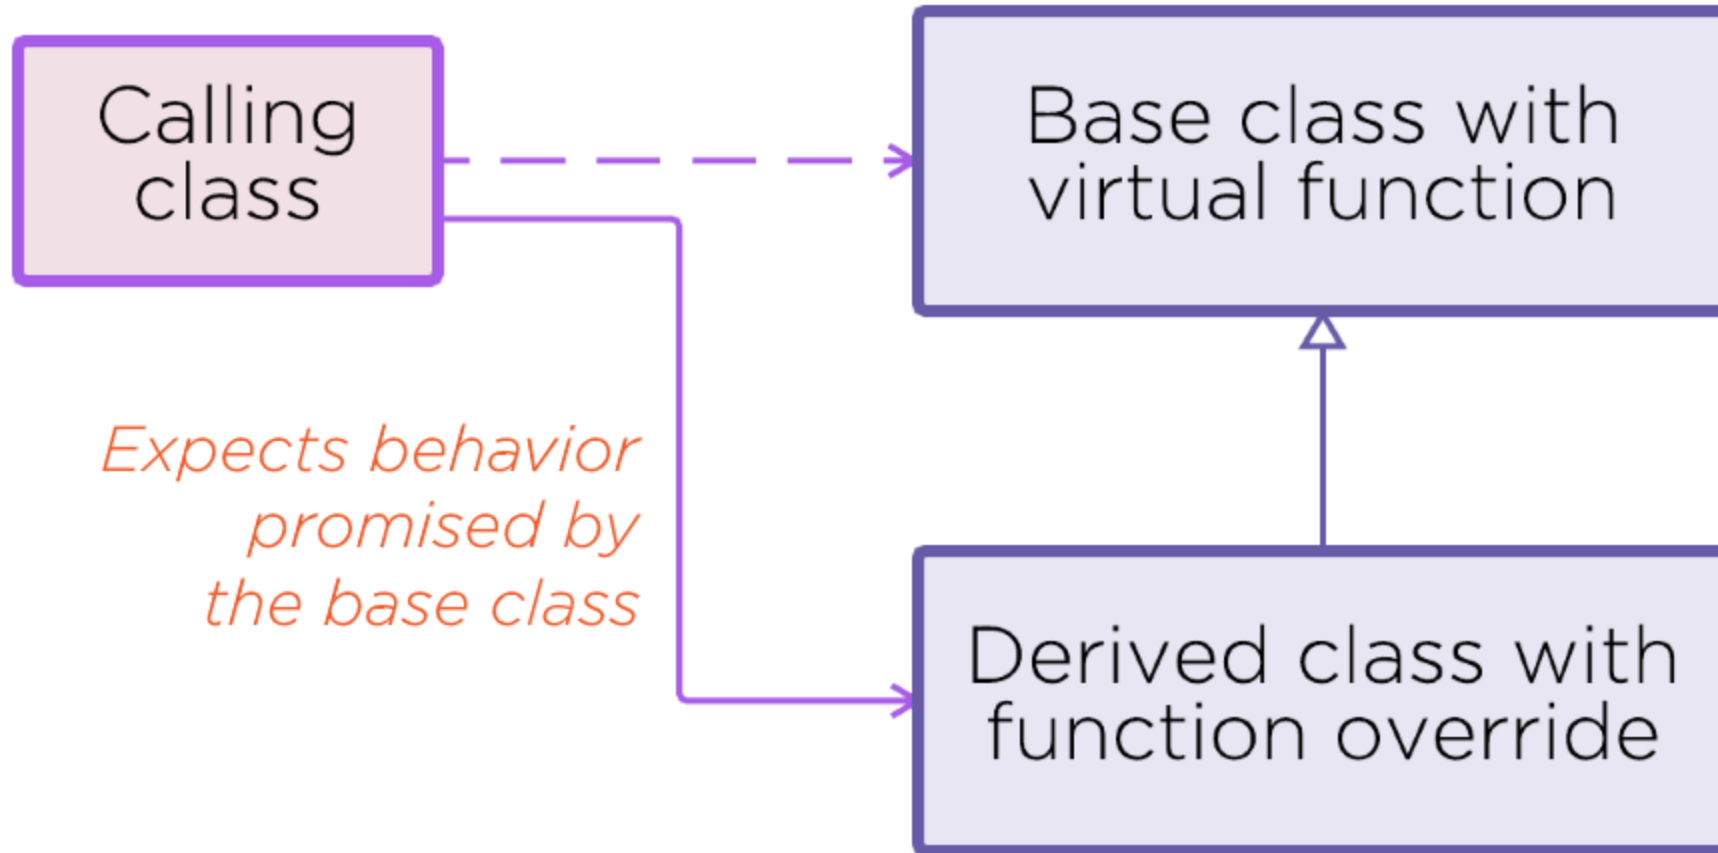 Calling
class
Base class with
virtual function
Expects behavior
promised by
the base class
Derived class with
function override